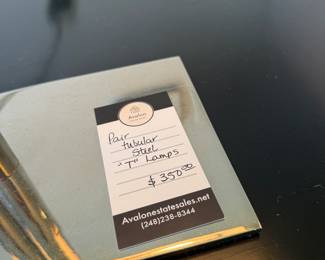 Avalon
Pair
tubular
Steel
"T" Lamps
$350.00
Avalonestatesales.net
(248)238-8344